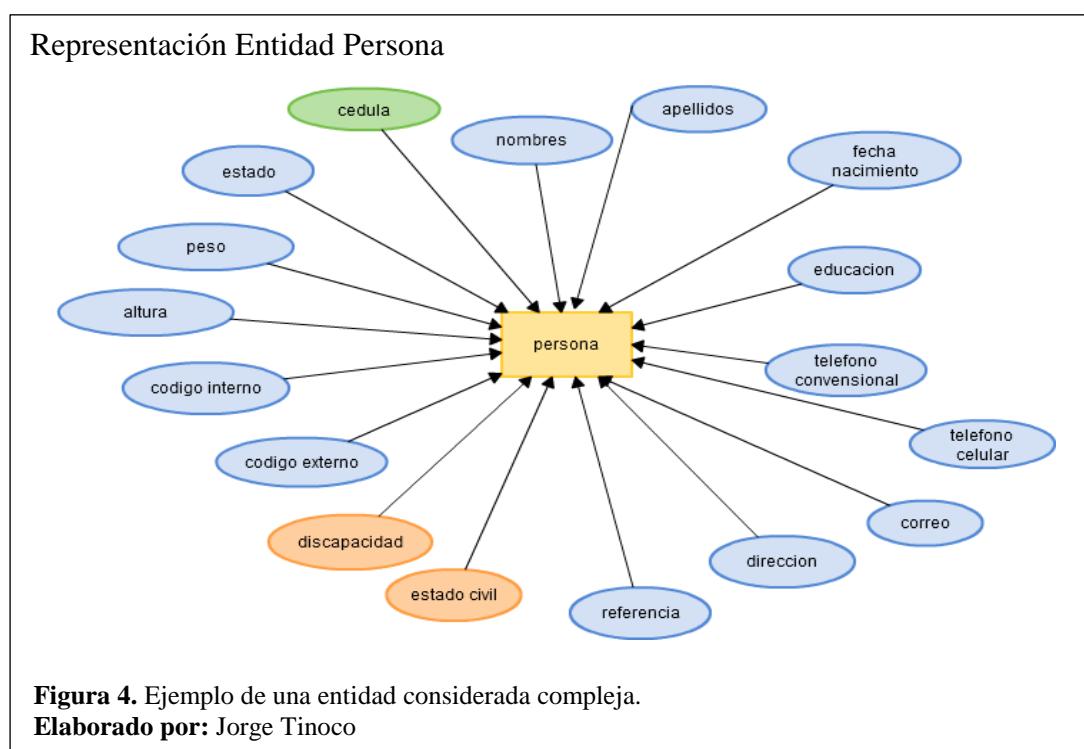 Representación Entidad Persona
cedula
apellidos
nombres
fecha
nacimiento
estado
peso
educacion
altura
persona
telefono
convensional
codigo interno
telefono
celular
codigo externo
correo
discapacidad
direccion
estado civil
referencia
Figura 4. Ejemplo de una entidad considerada compleja.
Elaborado por: Jorge Tinoco